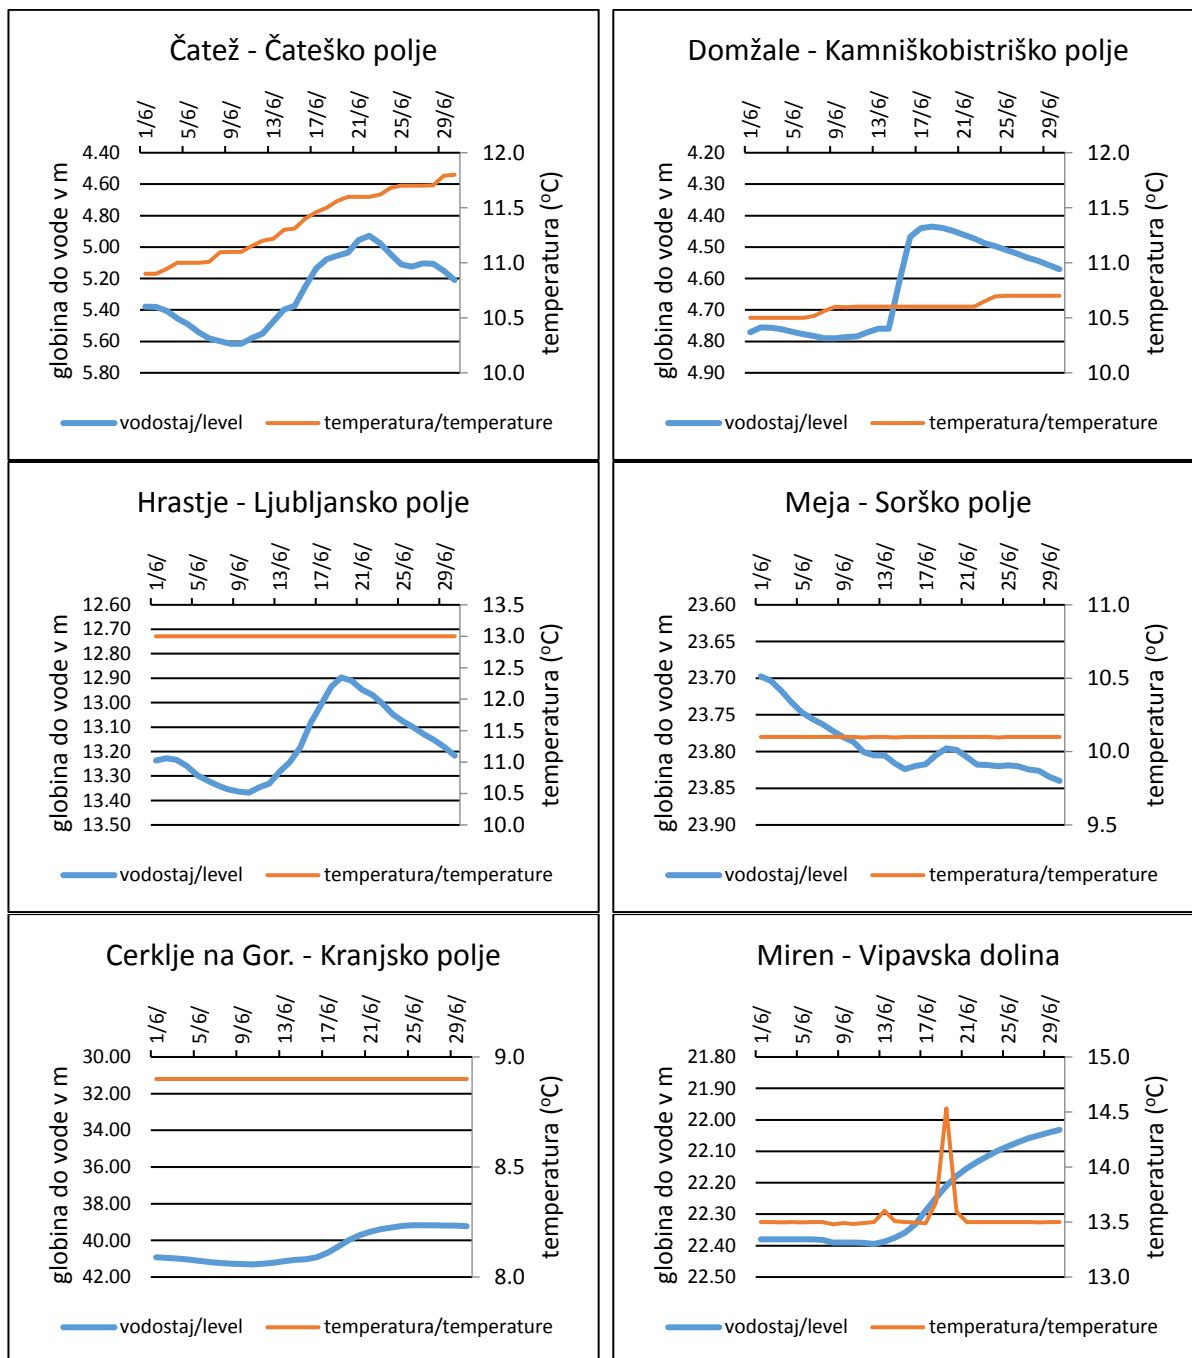 Čatež - Čateško polje
1/6/ 5/6/ 9/6/ 13/6/ 17/6/ 21/6/ 25/6/ 29/6/
globina do vode v m
4.40
4.60
4.80
5.00
5.20
5.40
5.60
5.80
12.0
11.5
11.0
10.5
10.0
temperatura (ºC)
vodostaj/level temperatura/temperature
Domžale - Kamniškobistriško polje
1/6/ 5/6/ 9/6/ 13/6/ 17/6/ 21/6/ 25/6/ 29/6/
globina do vode v m
4.20
4.30
4.40
4.50
4.60
4.70
4.80
4.90
12.0
11.5
11.0
10.5
10.0
temperatura (ºC)
vodostaj/level temperatura/temperature
Hrastje - Ljubljansko polje
1/6/ 5/6/ 9/6/ 13/6/ 17/6/ 21/6/ 25/6/ 29/6/
globina do vode v m
12.60
12.70
12.80
12.90
13.00
13.10
13.20
13.30
13.40
13.50
13.5
13.0
12.5
12.0
11.5
11.0
10.5
10.0
temperatura (ºC)
vodostaj/level temperatura/temperature
Meja - Sorško polje
1/6/ 5/6/ 9/6/ 13/6/ 17/6/ 21/6/ 25/6/ 29/6/
globina do vode v m
23.60
23.65
23.70
23.75
23.80
23.85
23.90
11.0
10.5
10.0
9.5
temperatura (ºC)
vodostaj/level temperatura/temperature
Cerklje na Gor. - Kranjsko polje
1/6/ 5/6/ 9/6/ 13/6/ 17/6/ 21/6/ 25/6/ 29/6/
globina do vode v m
30.00
32.00
34.00
36.00
38.00
40.00
42.00
9.0
8.5
8.0
temperatura (ºC)
vodostaj/level temperatura/temperature
Miren - Vipavska dolina
1/6/ 5/6/ 9/6/ 13/6/ 17/6/ 21/6/ 25/6/ 29/6/
globina do vode v m
21.80
21.90
22.00
22.10
22.20
22.30
22.40
22.50
15.0
14.5
14.0
13.5
13.0
temperatura (ºC)
vodostaj/level temperatura/temperature